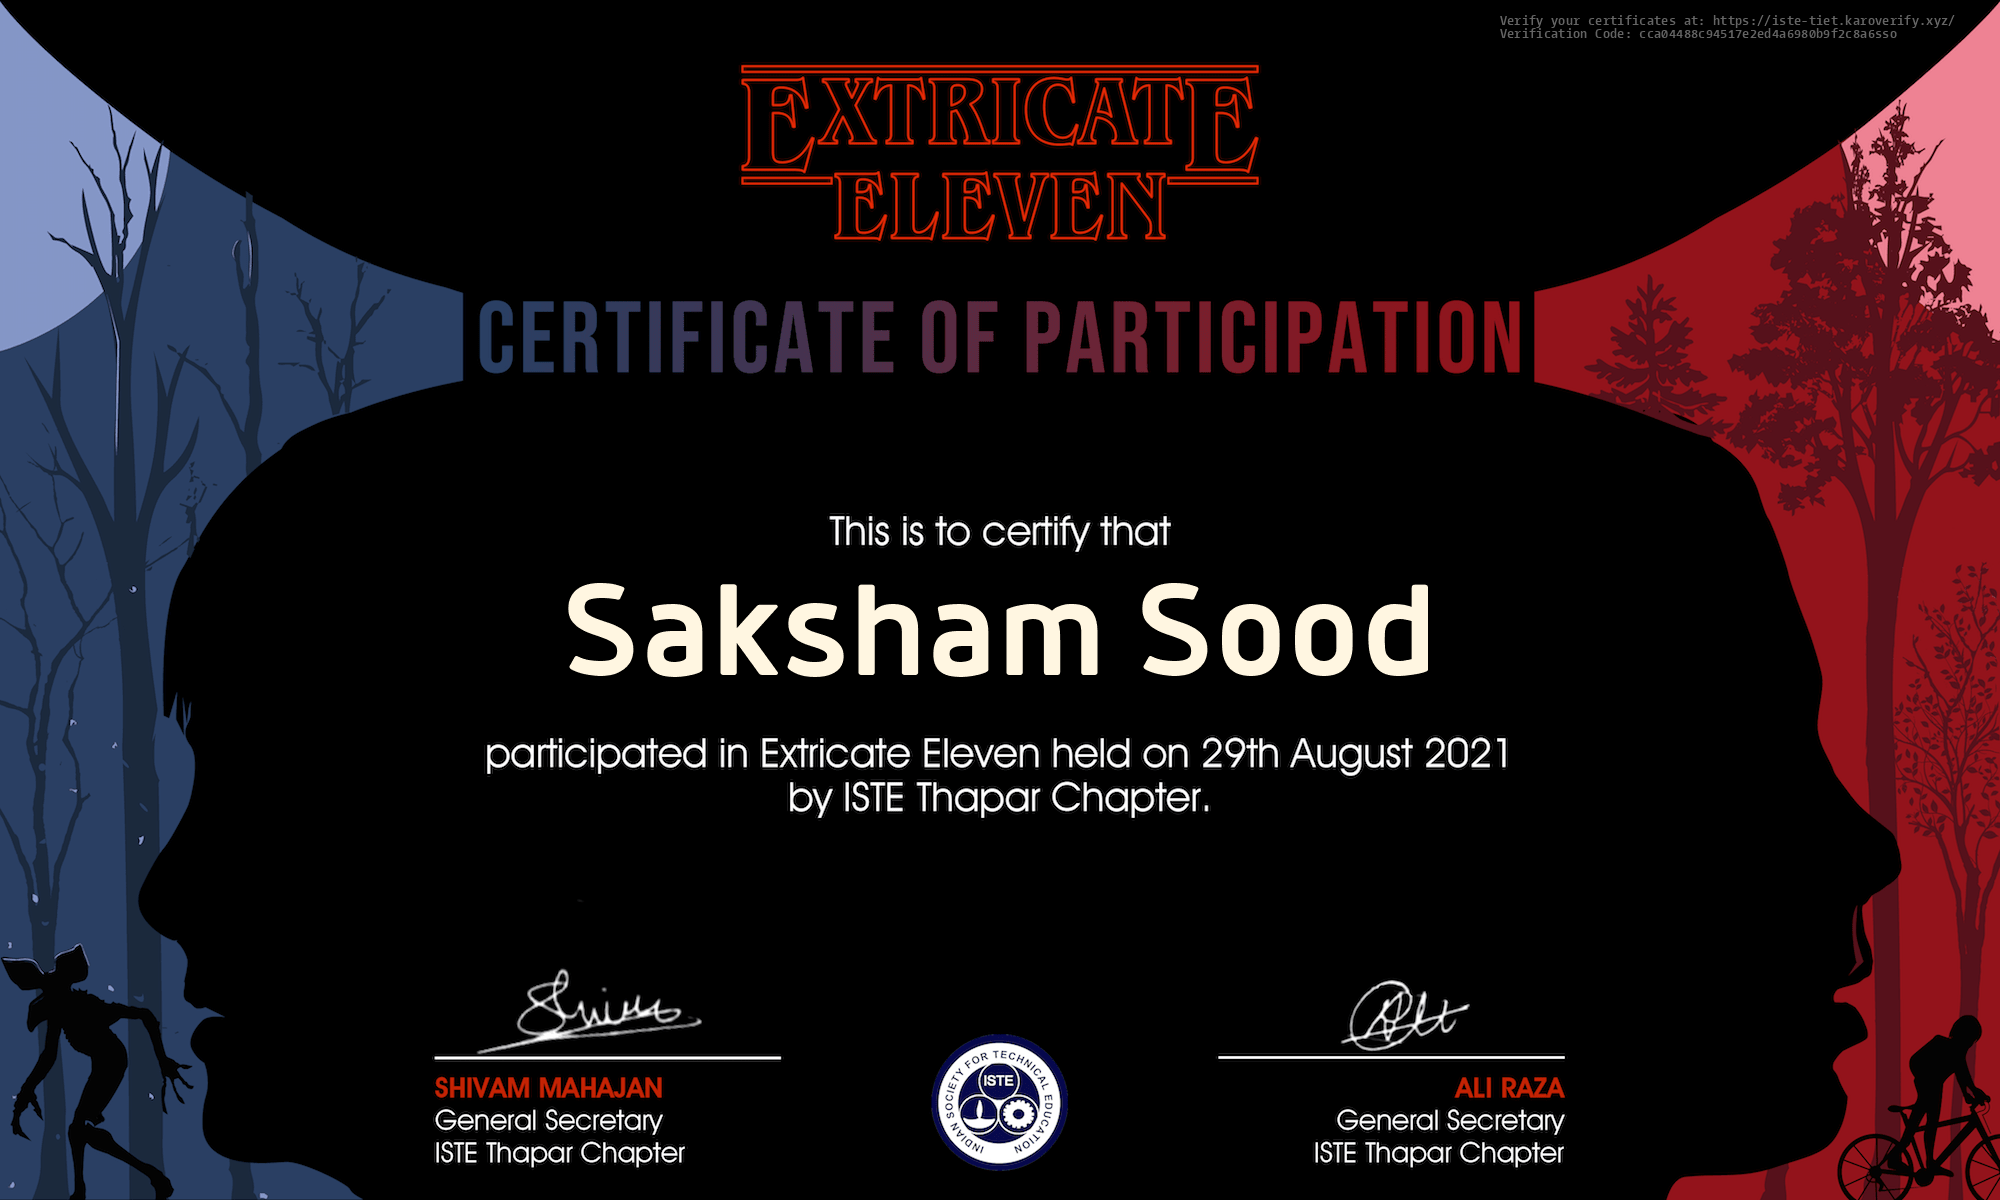 Verify your certificates at: https://iste-tiet.karoverify.xyz/
Verification Code: cca04488c94517e2ed4a6980b9f2c8a6sso
EXTRICATE
ELEVEN
CERTIFICATE OF PARTICIPATION
This is to certify that
Saksham Sood
participated in Extricate Eleven held on 29th August 2021
by ISTE Thapar Chapter.
SHIVAM MAHAJAN
General Secretary
ISTE Thapar Chapter
INDIAN SOCIETY FOR TECHNICAL EDUCATION
ISTE
ALI RAZA
General Secretary
ISTE Thapar Chapter